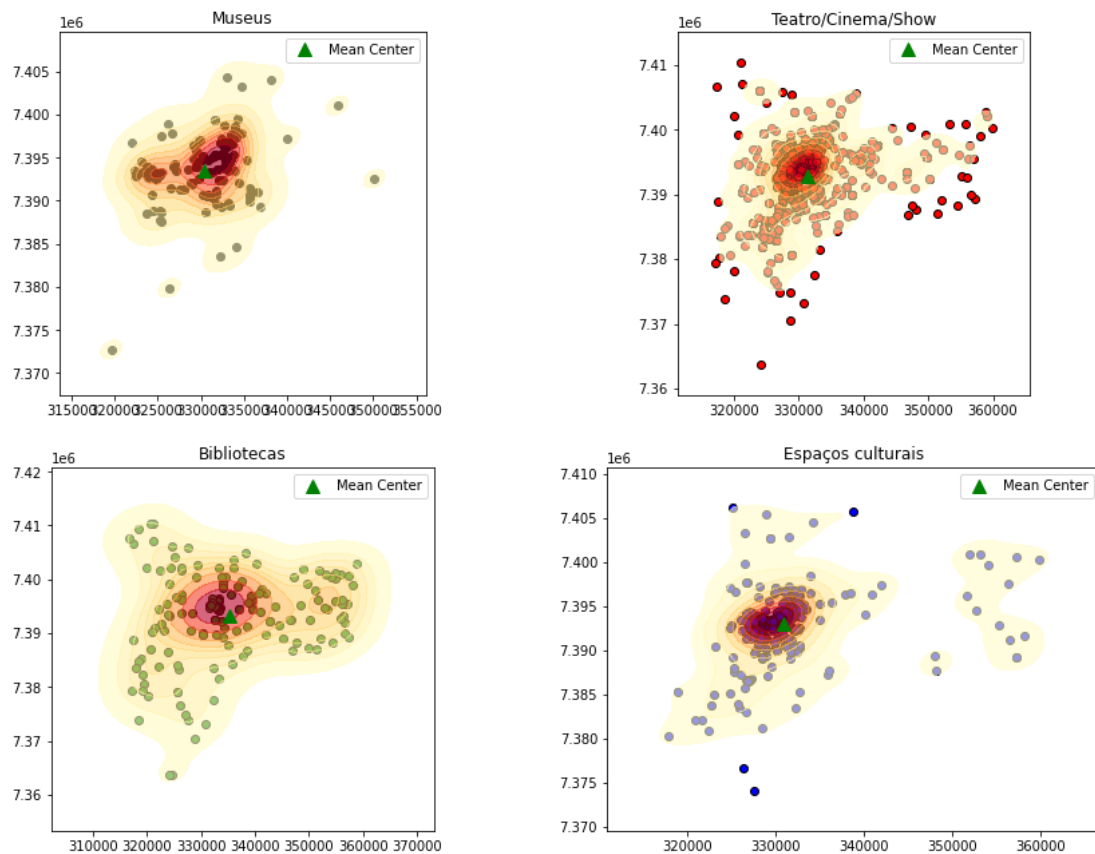 Museus
1e6
Mean Center
7.405
7.400
7.395
7.390
7.385
7.380
7.375
7.370
315000 320000 325000 330000 335000 340000 345000 350000 355000
Teatro/Cinema/Show
1e6
Mean Center
7.41
7.40
7.39
7.38
7.37
7.36
320000 330000 340000 350000 360000
Bibliotecas
1e6
Mean Center
7.42
7.41
7.40
7.39
7.38
7.37
7.36
310000 320000 330000 340000 350000 360000 370000
Espaços culturais
1e6
Mean Center
7.410
7.405
7.400
7.395
7.390
7.385
7.380
7.375
7.370
320000 330000 340000 350000 360000